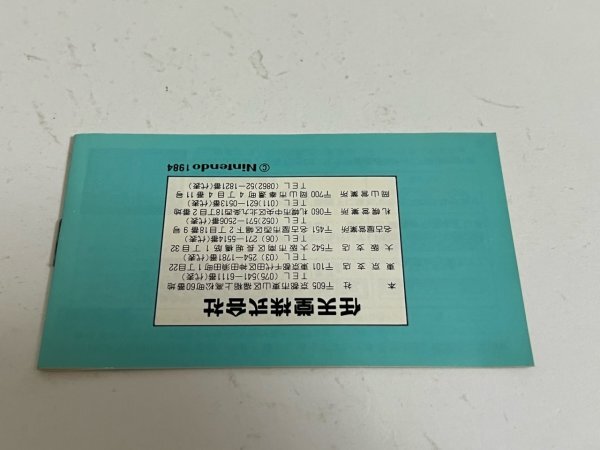 任天堂株式会社
本社 〒605 京都市東山区福稲上高松町60番地
TEL (075)541-6111番(代表)
東京支店 〒101 東京都千代田区神田須田町1丁目22
TEL (03) 254-1781番(代表)
大阪支店 〒542 大阪市南区長堀橋筋1丁目32
TEL (06) 271-5514番(代表)
名古屋営業所 〒451 名古屋市西区幅下2丁目18番9号
TEL (052)571-2506番(代表)
札幌営業所 〒060 札幌市中央区北九条西18丁目2番地
TEL (011)621-0513番(代表)
岡山営業所 〒700 岡山市奉還町4丁目4番11号
TEL (0862)52-1821番(代表)
© Nintendo 1984